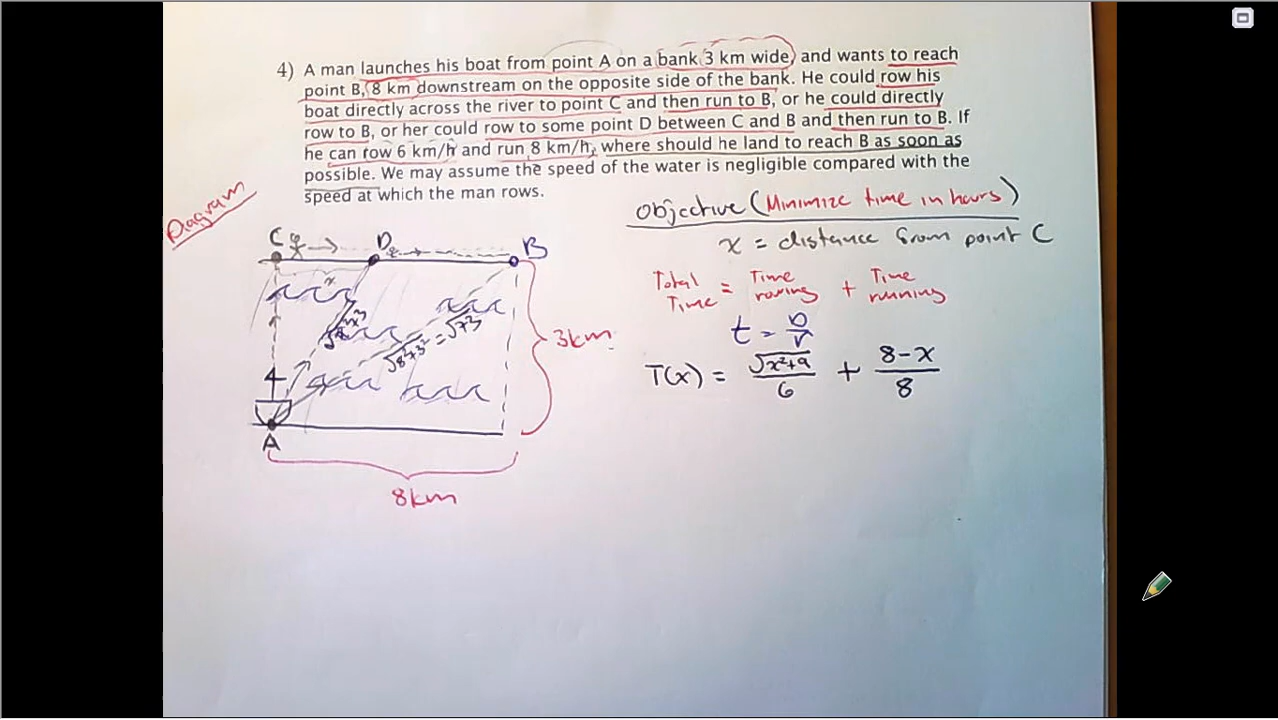 4) A man launches his boat from point A on a bank 3 km wide, and wants to reach
point B, 8 km downstream on the opposite side of the bank. He could row his
boat directly across the river to point C and then run to B, or he could directly
row to B, or her could row to some point D between C and B and then run to B. If
he can row 6 km/h and run 8 km/h, where should he land to reach B as soon as
possible. We may assume the speed of the water is negligible compared with the
speed at which the man rows.
Diagram
Objective (Minimize time in hours)
x = distance from point C
Total Time = Time rowing + Time running
t = D/r
T(x) = √x²+9/6 + 8-x/8
C D B
x
√8²+3² = √73
3km
A
8km